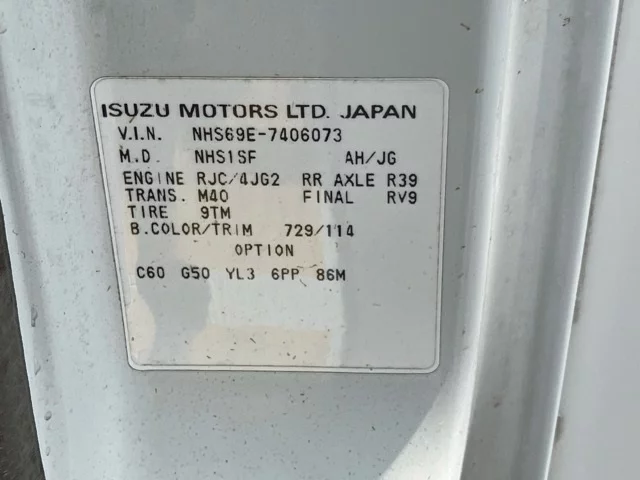 ISUZU MOTORS LTD. JAPAN
V.I.N. NHS69E-7406073
M.D. NHS1SF AH/JG
ENGINE RJC/4JG2 RR AXLE R39
TRANS. M40 FINAL RV9
TIRE 9TM
B.COLOR/TRIM 729/114
OPTION
C60 G50 YL3 6PP 86M